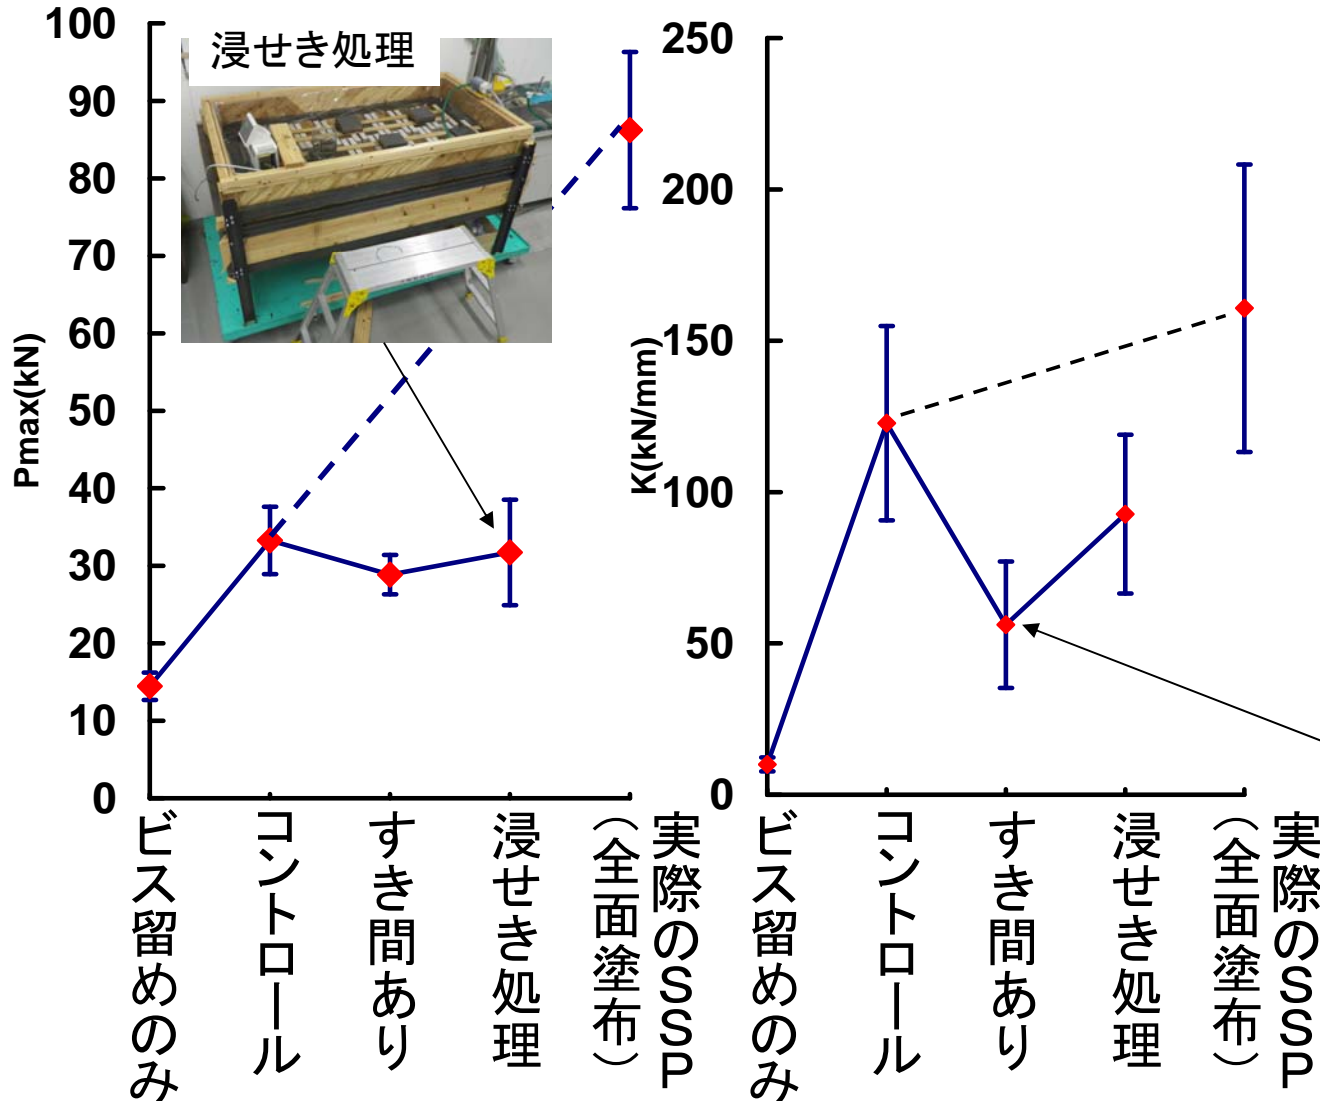 浸せき処理
Pmax(kN)
100
90
80
70
60
50
40
30
20
10
0
ビス留めのみ
コントロール
すき間あり
浸せき処理
実際のSSP
（全面塗布）
K(kN/mm)
250
200
150
100
50
0
ビス留めのみ
コントロール
すき間あり
浸せき処理
実際のSSP
（全面塗布）